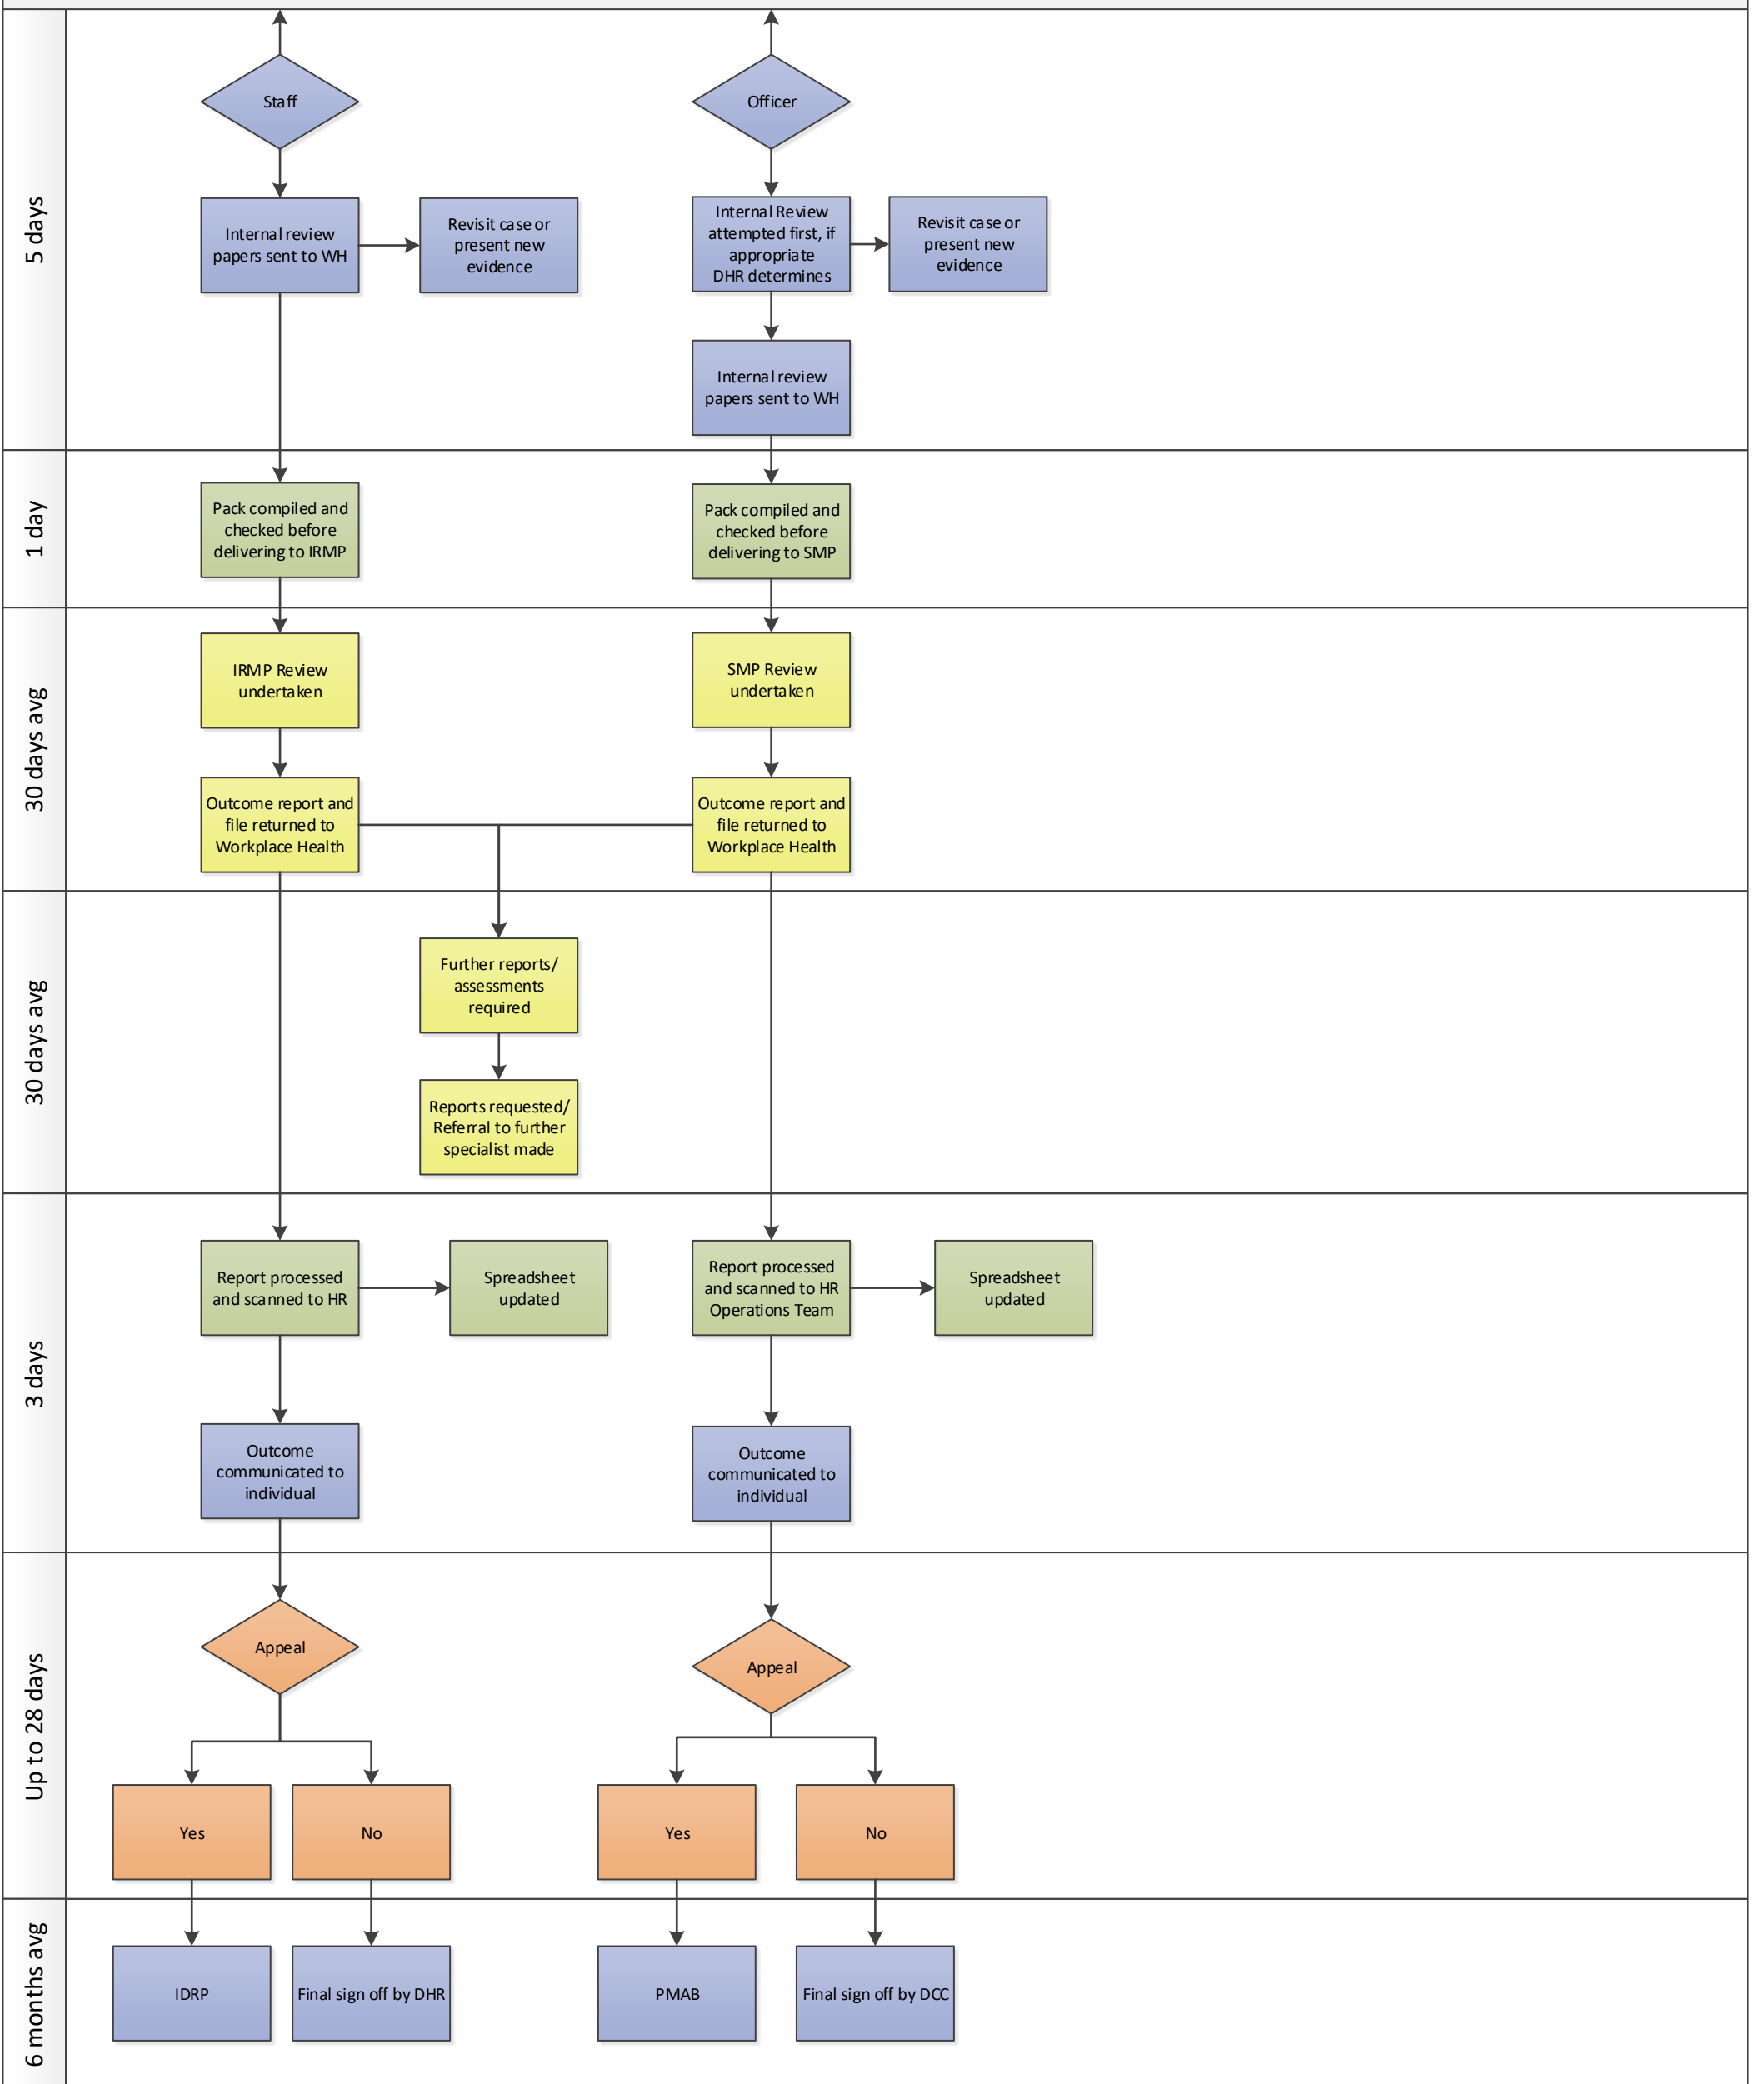 5 days
Staff
Officer
Internal review
papers sent to WH
Revisit case or
present new
evidence
Internal Review
attempted first, if
appropriate
DHR determines
Revisit case or
present new
evidence
Internal review
papers sent to WH
1 day
Pack compiled and
checked before
delivering to IRMP
Pack compiled and
checked before
delivering to SMP
30 days avg
IRMP Review
undertaken
SMP Review
undertaken
Outcome report and
file returned to
Workplace Health
Outcome report and
file returned to
Workplace Health
30 days avg
Further reports/
assessments
required
Reports requested/
Referral to further
specialist made
3 days
Report processed
and scanned to HR
Spreadsheet
updated
Report processed
and scanned to HR
Operations Team
Spreadsheet
updated
Outcome
communicated to
individual
Outcome
communicated to
individual
Up to 28 days
Appeal
Appeal
Yes
No
Yes
No
6 months avg
IDRP
Final sign off by DHR
PMAB
Final sign off by DCC